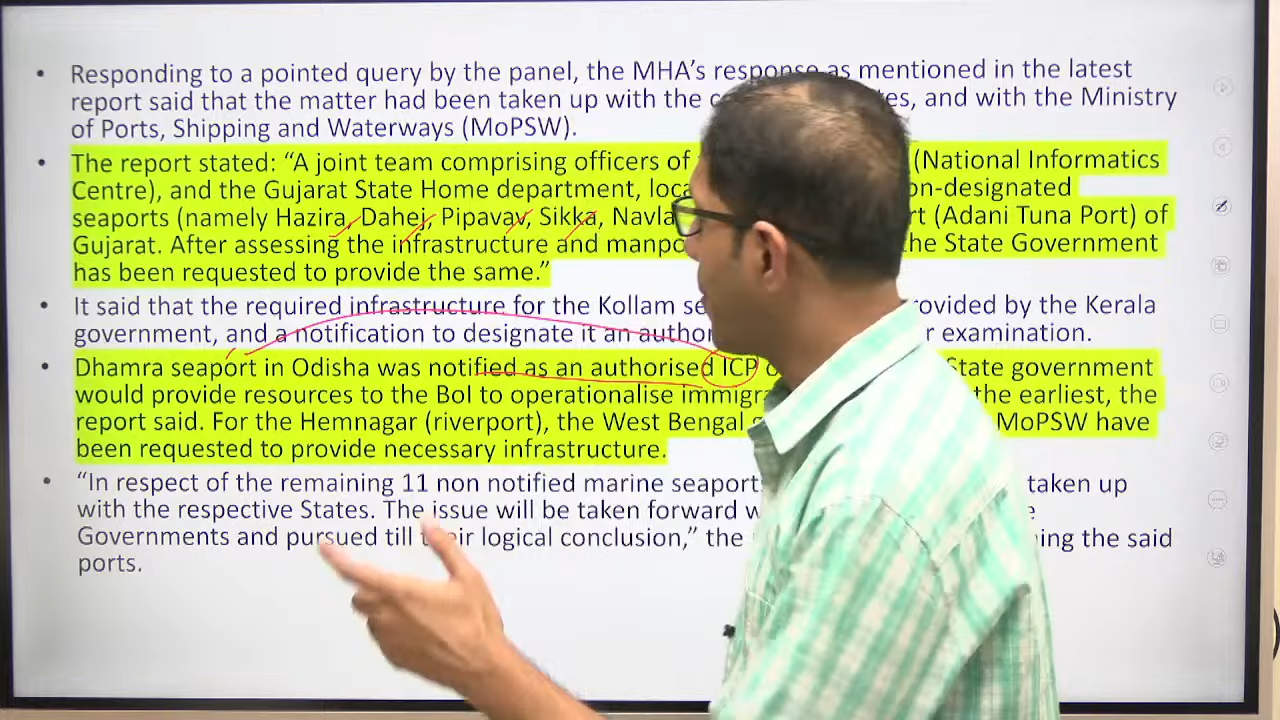 • Responding to a pointed query by the panel, the MHA's response as mentioned in the latest
report said that the matter had been taken up with the and with the Ministry
of Ports, Shipping and Waterways (MoPSW).
• The report stated: “A joint team comprising officers of (National Informatics
Centre), and the Gujarat State Home department,
seaports (namely Hazira, Dahej, Pipavav, Sikka, (Adani Tuna Port) of
Gujarat. After assessing the infrastructure and the State Government
has been requested to provide the same.”
• It said that the required infrastructure for the Kollam by the Kerala
government, and a notification to designate it an examination.
• Dhamra seaport in Odisha was notified as an authorised ICP State government
would provide resources to the BoI to operationalise the earliest, the
report said. For the Hemnagar (riverport), the West Bengal MoPSW have
been requested to provide necessary infrastructure.
• “In respect of the remaining 11 non notified marine taken up
with the respective States. The issue will be taken forward
Governments and pursued till logical conclusion,” the the said
ports.